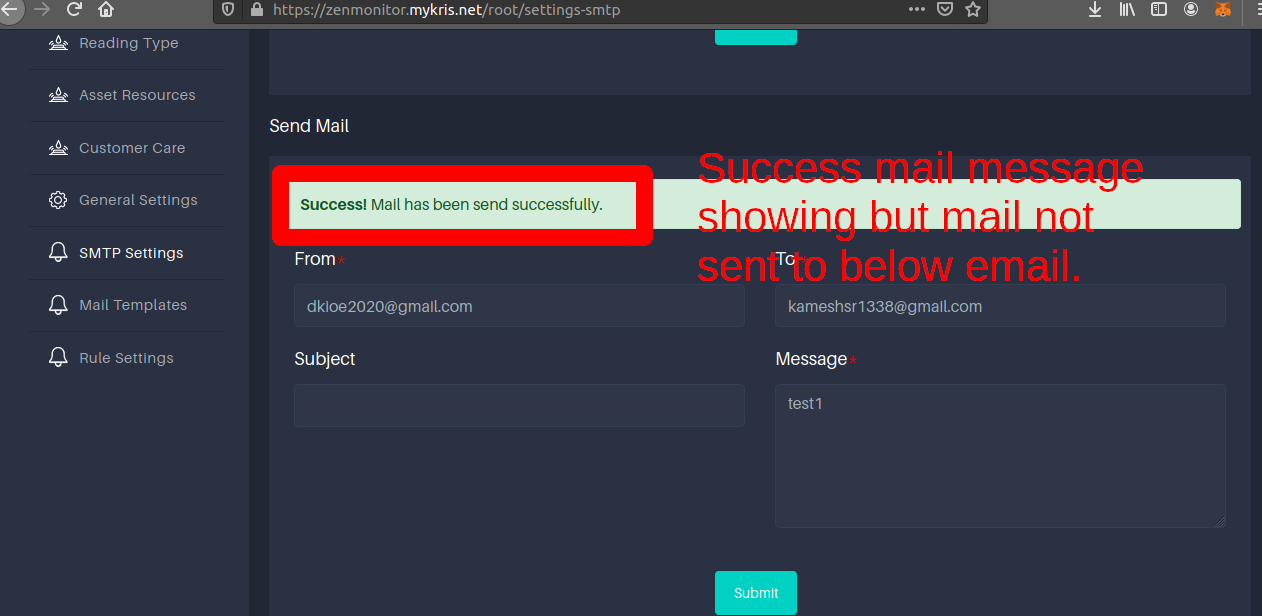 https://zenmonitor.mykris.net/root/settings-smtp
Reading Type
Asset Resources
Customer Care
General Settings
SMTP Settings
Mail Templates
Rule Settings
Send Mail
Success! Mail has been send successfully.
Success mail message
showing but mail not
sent to below email.
From*
To*
dkloe2020@gmail.com
kameshsr1338@gmail.com
Subject
Message*
test1
Submit